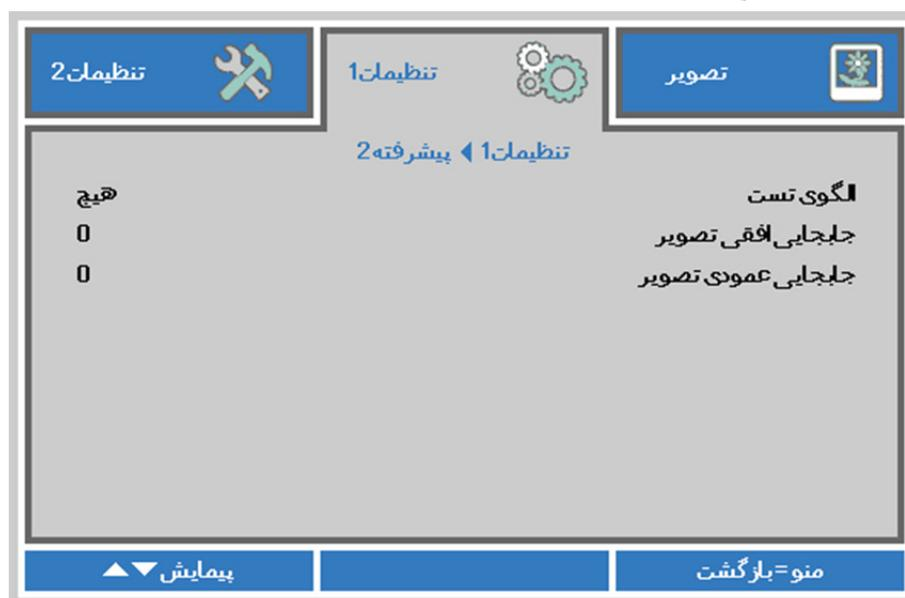 تصویر
تنظیمات1
تنظیمات2
تنظیمات1 ◀ پیشرفته2
الگوی تست هیچ
جابجایی افقی تصویر 0
جابجایی عمودی تصویر 0
منو=بازگشت
پیمایش▼▲